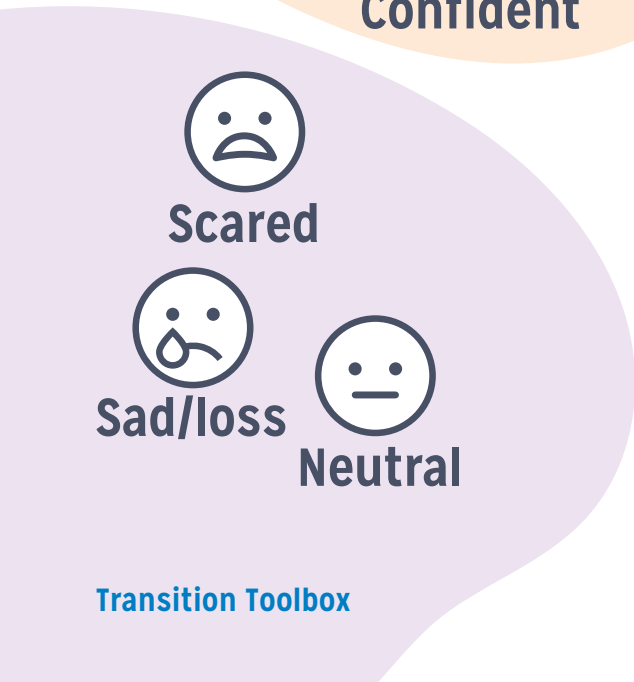 Confident
Scared
Sad/loss
Neutral
Transition Toolbox